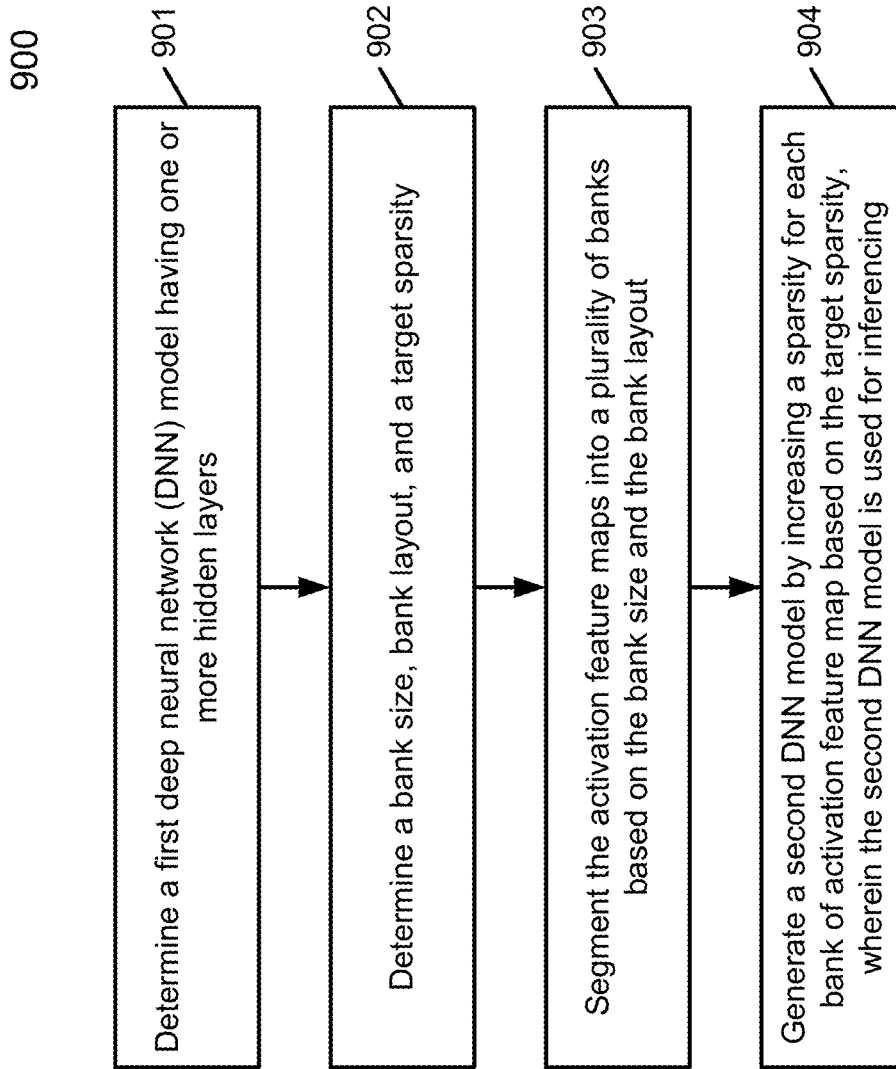 900
Determine a first deep neural network (DNN) model having one or
more hidden layers
901
Determine a bank size, bank layout, and a target sparsity
902
Segment the activation feature maps into a plurality of banks
based on the bank size and the bank layout
903
Generate a second DNN model by increasing a sparsity for each
bank of activation feature map based on the target sparsity,
wherein the second DNN model is used for inferencing
904